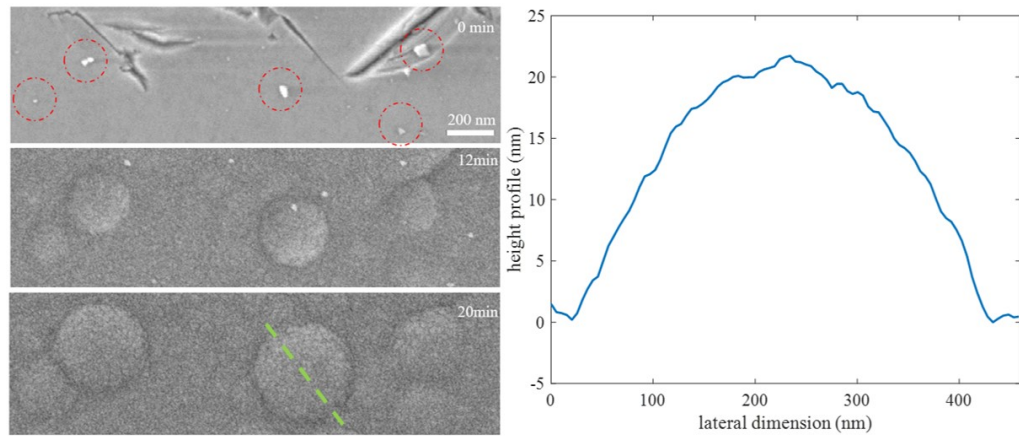 0 min
200 nm
12min
20min
25
20
15
10
5
0
-5
height profile (nm)
0 100 200 300 400
lateral dimension (nm)